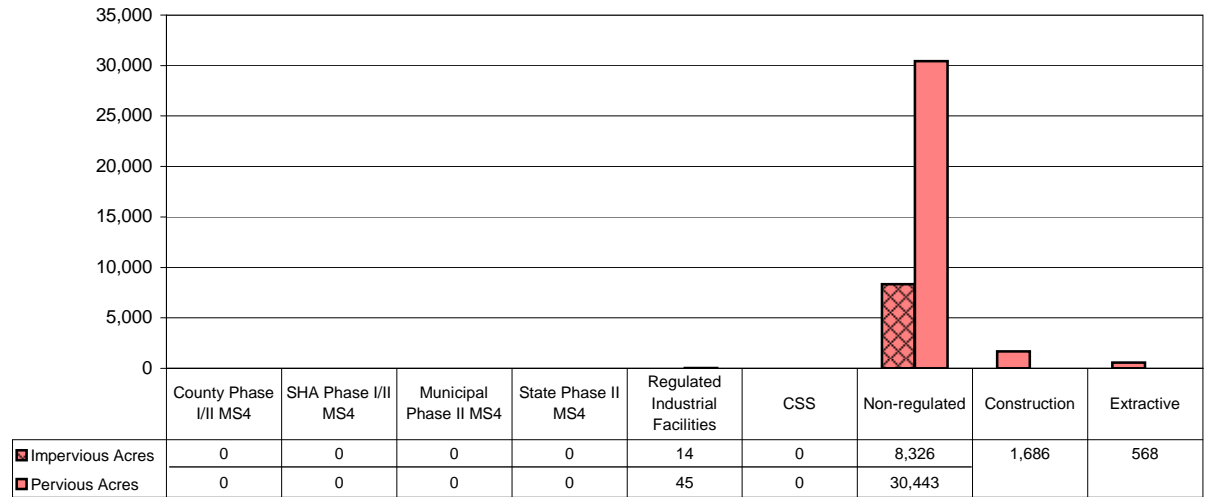 35,000
30,000
25,000
20,000
15,000
10,000
5,000
0
County Phase I/II MS4 SHA Phase I/II MS4 Municipal Phase II MS4 State Phase II MS4 Regulated Industrial Facilities CSS Non-regulated Construction Extractive
Impervious Acres 0 0 0 0 14 0 8,326 1,686 568
Pervious Acres 0 0 0 0 45 0 30,443